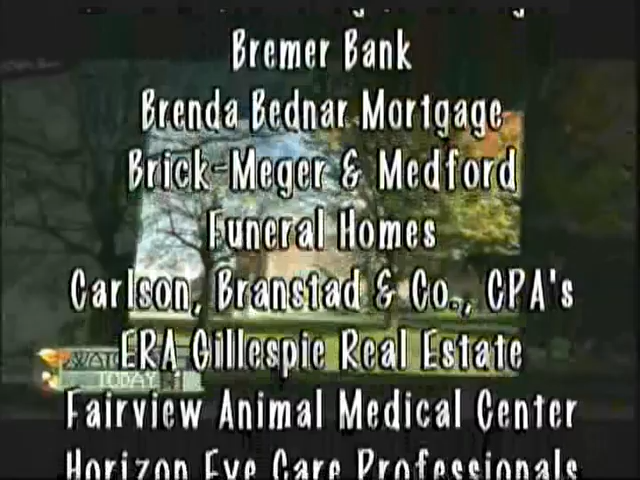 Bremer Bank
Brenda Bednar Mortgage
Brick-Meger & Medford
Funeral Homes
Carlson, Branstad & Co., CPA's
ERA Gillespie Real Estate
TODAY
Fairview Animal Medical Center
Horizon Eye Care Professionals